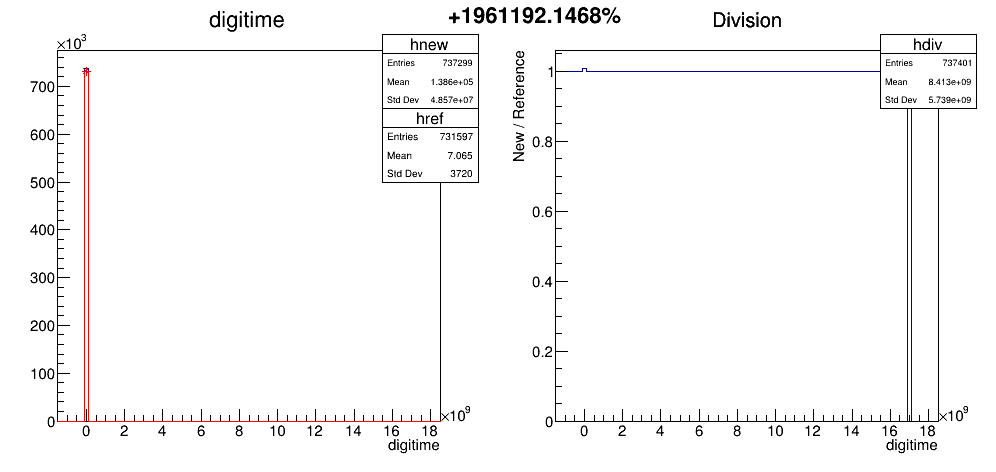 +1961192.1468%
digitime
×10³
hnew
Entries 737299
Mean 1.386e+05
Std Dev 4.857e+07
href
Entries 731597
Mean 7.065
Std Dev 3720
700
600
500
400
300
200
100
0
0 2 4 6 8 10 12 14 16 18
×10⁹
digitime
Division
hdiv
Entries 737401
Mean 8.413e+09
Std Dev 5.739e+09
New / Reference
1
0.8
0.6
0.4
0.2
0
0 2 4 6 8 10 12 14 16 18
×10⁹
digitime